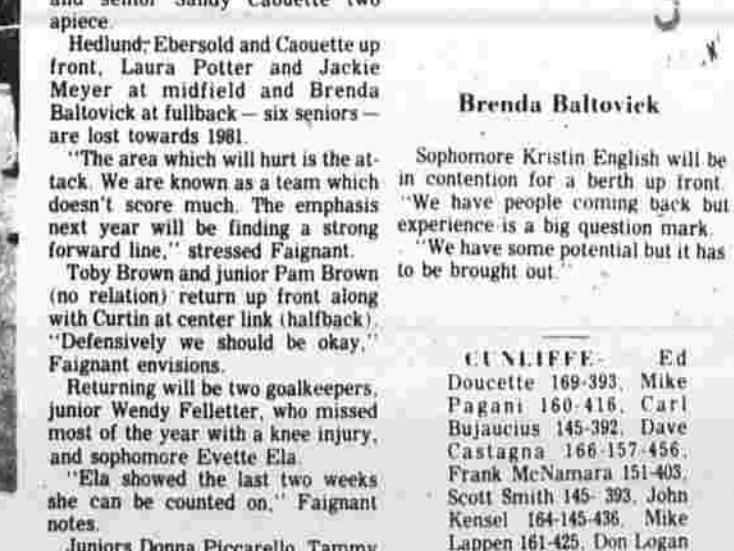 and senior Sandy Caouette two
apiece.
Hedlund, Ebersold and Caouette up
front, Laura Potter and Jackie
Meyer at midfield and Brenda
Baltovick at fullback — six seniors —
are lost towards 1981.
"The area which will hurt is the at-
tack. We are known as a team which
doesn't score much. The emphasis
next year will be finding a strong
forward line," stressed Faignant.
Toby Brown and junior Pam Brown
(no relation) return up front along
with Curtin at center link (halfback).
"Defensively we should be okay,"
Faignant envisions.
Returning will be two goalkeepers,
junior Wendy Felletter, who missed
most of the year with a knee injury,
and sophomore Evette Ela.
"Ela showed the last two weeks
she can be counted on," Faignant
notes.
Juniors Donna Piccarello, Tammy
Brenda Baltovick
Sophomore Kristin English will be
in contention for a berth up front.
"We have people coming back but
experience is a big question mark.
"We have some potential but it has
to be brought out."
CUNLIFFE- Ed
Doucette 169-393, Mike
Pagani 160-416, Carl
Bujaucius 145-392, Dave
Castagna 166-157-456,
Frank McNamara 151-403,
Scott Smith 145- 393, John
Kensel 164-145-436, Mike
Lappen 161-425, Don Logan